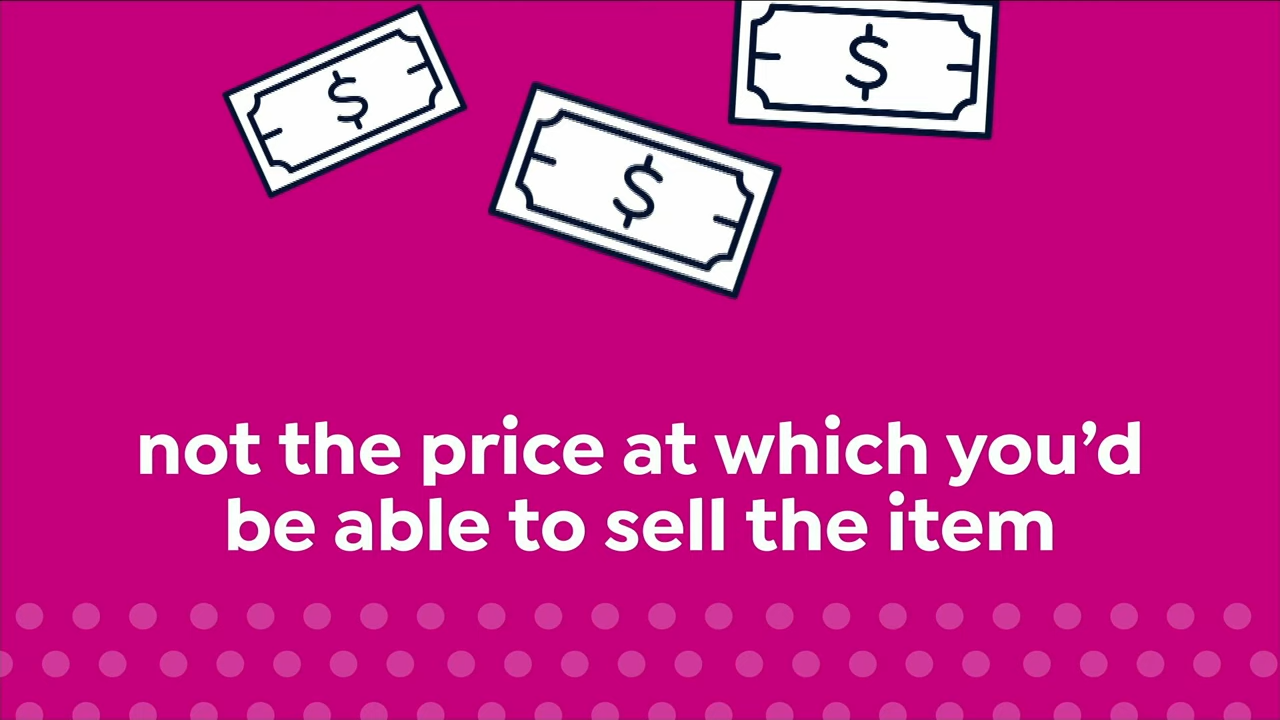 $
$
$
not the price at which you’d
be able to sell the item